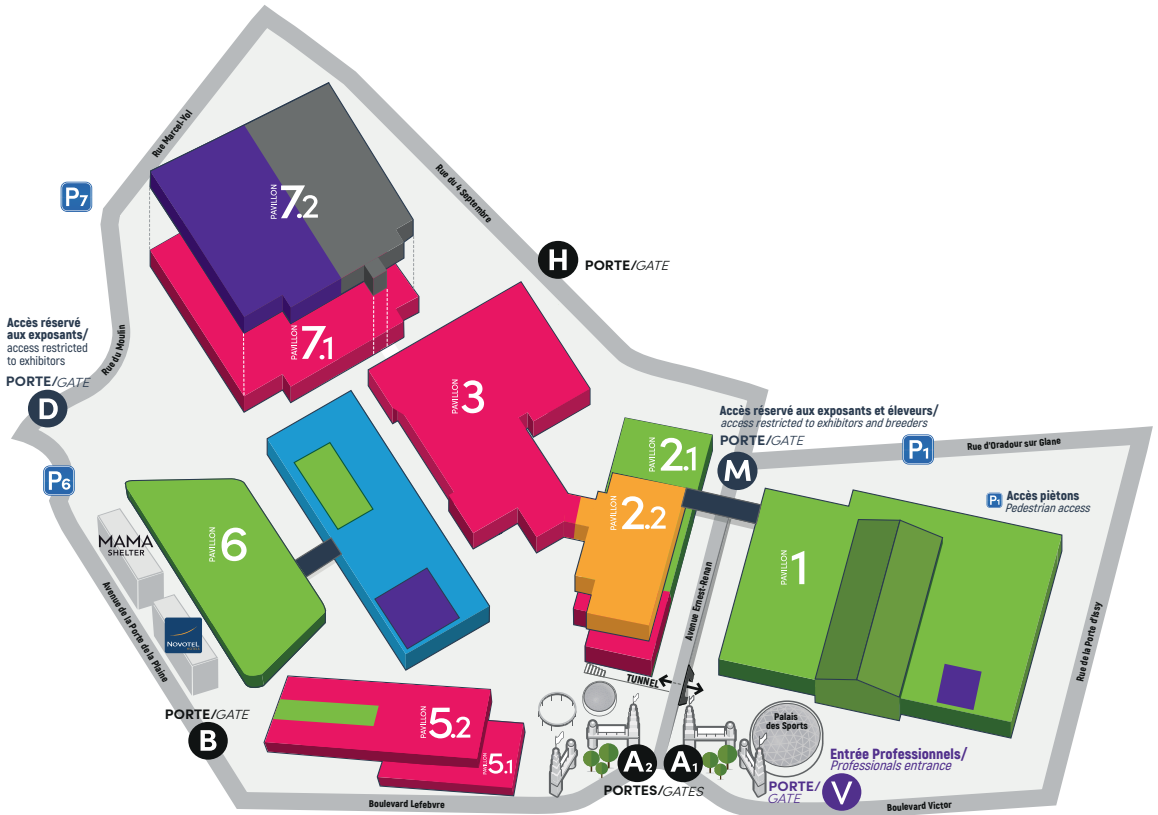 Rue Marcel-Yol
P7
PAVILLON 7.2
Rue du 4 Septembre
H PORTE/GATE
Accès réservé
aux exposants/
access restricted
to exhibitors
PORTE/GATE
D
Rue du Moulin
PAVILLON 7.1
PAVILLON 3
Accès réservé aux exposants et éleveurs/
access restricted to exhibitors and breeders
PORTE/GATE
M
P1
Rue d'Oradour sur Glane
P1 Accès piètons
Pedestrian access
P6
PAVILLON 2.1
PAVILLON 2.2
MAMA
SHELTER
PAVILLON 6
PAVILLON 1
Avenue Ernest-Renan
Avenue de la Porte de la Plaine
NOVOTEL
Rue de la Porte d'Issy
TUNNEL
PORTE/GATE
B
PAVILLON 5.2
PAVILLON 5.1
Palais
des Sports
A2 A1
PORTES/GATES
Entrée Professionnels/
Professionals entrance
PORTE/
GATE
V
Boulevard Lefebvre
Boulevard Victor